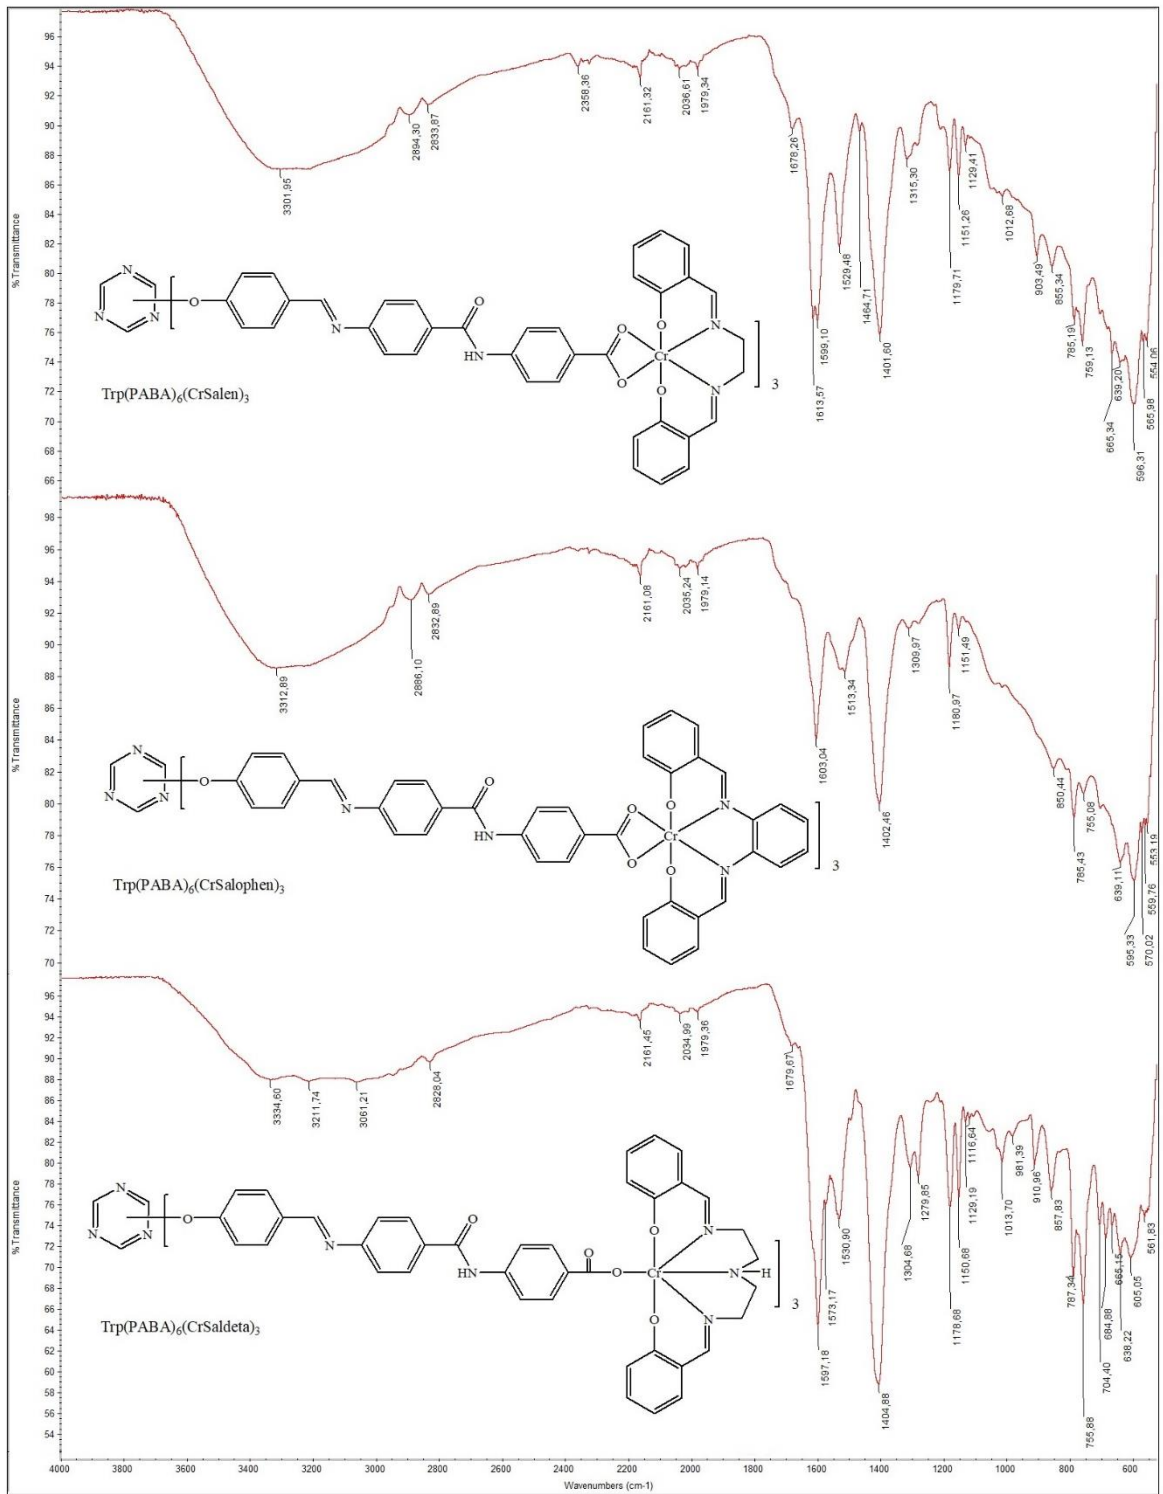 96
94
92
90
88
86
84
82
80
78
76
74
72
70
68
66
% Transmittance
3301,95
2894,30
2833,87
2358,36
2161,32
2036,61
1979,34
1678,26
1613,57
1599,10
1529,48
1464,71
1401,60
1315,30
1179,71
1151,26
1129,41
1012,68
903,49
855,34
785,19
759,13
665,34
639,20
596,31
565,98
554,06
N
N
N
O
N
O
HN
O
O
Cr
O
O
N
N
3
Trp(PABA)₆(CrSalen)₃
98
96
94
92
90
88
86
84
82
80
78
76
74
72
70
% Transmittance
3312,89
2886,10
2832,89
2161,08
2035,24
1979,14
1603,04
1513,34
1402,46
1309,97
1180,97
1151,49
850,44
785,43
755,08
639,11
595,33
570,02
559,76
553,19
N
N
N
O
N
O
HN
O
O
Cr
O
O
N
N
3
Trp(PABA)₆(CrSalophen)₃
96
94
92
90
88
86
84
82
80
78
76
74
72
70
68
66
64
62
60
58
56
54
% Transmittance
3334,60
3211,74
3061,21
2828,04
2161,45
2034,99
1979,36
1679,67
1597,18
1573,17
1530,90
1404,88
1304,68
1279,85
1178,68
1150,68
1129,19
1116,64
1013,70
981,39
910,96
857,83
787,34
755,88
704,40
684,88
665,15
638,22
605,05
561,83
N
N
N
O
N
O
HN
O
O
Cr
O
O
N
N
H
N
3
Trp(PABA)₆(CrSaldeta)₃
4000 3800 3600 3400 3200 3000 2800 2600 2400 2200 2000 1800 1600 1400 1200 1000 800 600
Wavenumbers (cm-1)